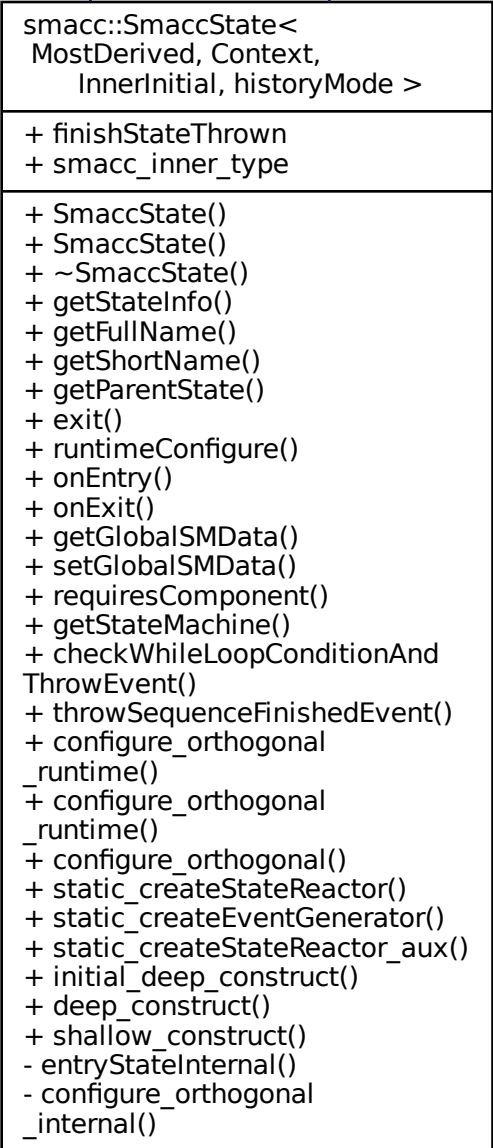 smacc::SmaccState<
MostDerived, Context,
InnerInitial, historyMode >
+ finishStateThrown
+ smacc_inner_type
+ SmaccState()
+ SmaccState()
+ ~SmaccState()
+ getStateInfo()
+ getFullName()
+ getShortName()
+ getParentState()
+ exit()
+ runtimeConfigure()
+ onEntry()
+ onExit()
+ getGlobalSMData()
+ setGlobalSMData()
+ requiresComponent()
+ getStateMachine()
+ checkWhileLoopConditionAnd
ThrowEvent()
+ throwSequenceFinishedEvent()
+ configure_orthogonal
_runtime()
+ configure_orthogonal
_runtime()
+ configure_orthogonal()
+ static_createStateReactor()
+ static_createEventGenerator()
+ static_createStateReactor_aux()
+ initial_deep_construct()
+ deep_construct()
+ shallow_construct()
- entryStateInternal()
- configure_orthogonal
_internal()